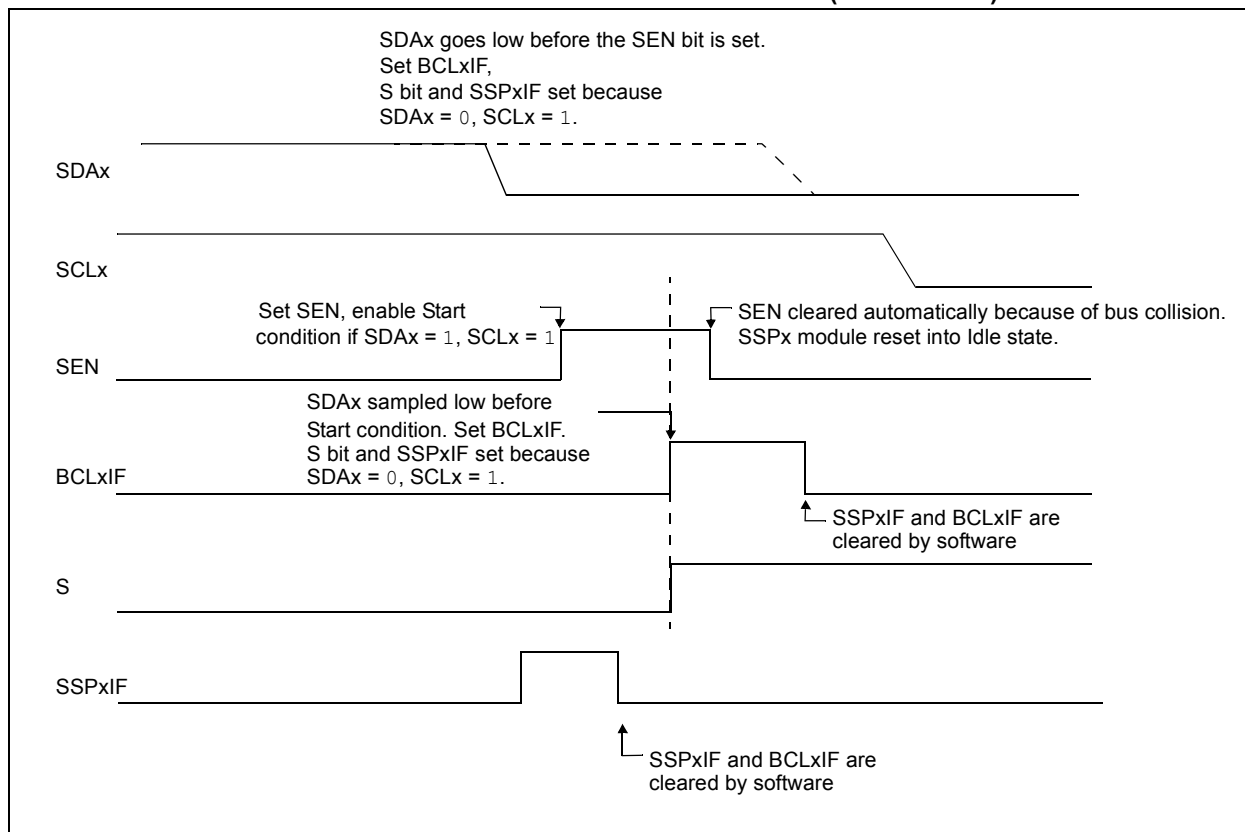 SDAx goes low before the SEN bit is set.
Set BCLxIF,
S bit and SSPxIF set because
SDAx = 0, SCLx = 1.
SDAx
SCLx
Set SEN, enable Start
condition if SDAx = 1, SCLx = 1
SEN cleared automatically because of bus collision.
SSPx module reset into Idle state.
SEN
SDAx sampled low before
Start condition. Set BCLxIF.
S bit and SSPxIF set because
SDAx = 0, SCLx = 1.
BCLxIF
SSPxIF and BCLxIF are
cleared by software
S
SSPxIF
SSPxIF and BCLxIF are
cleared by software